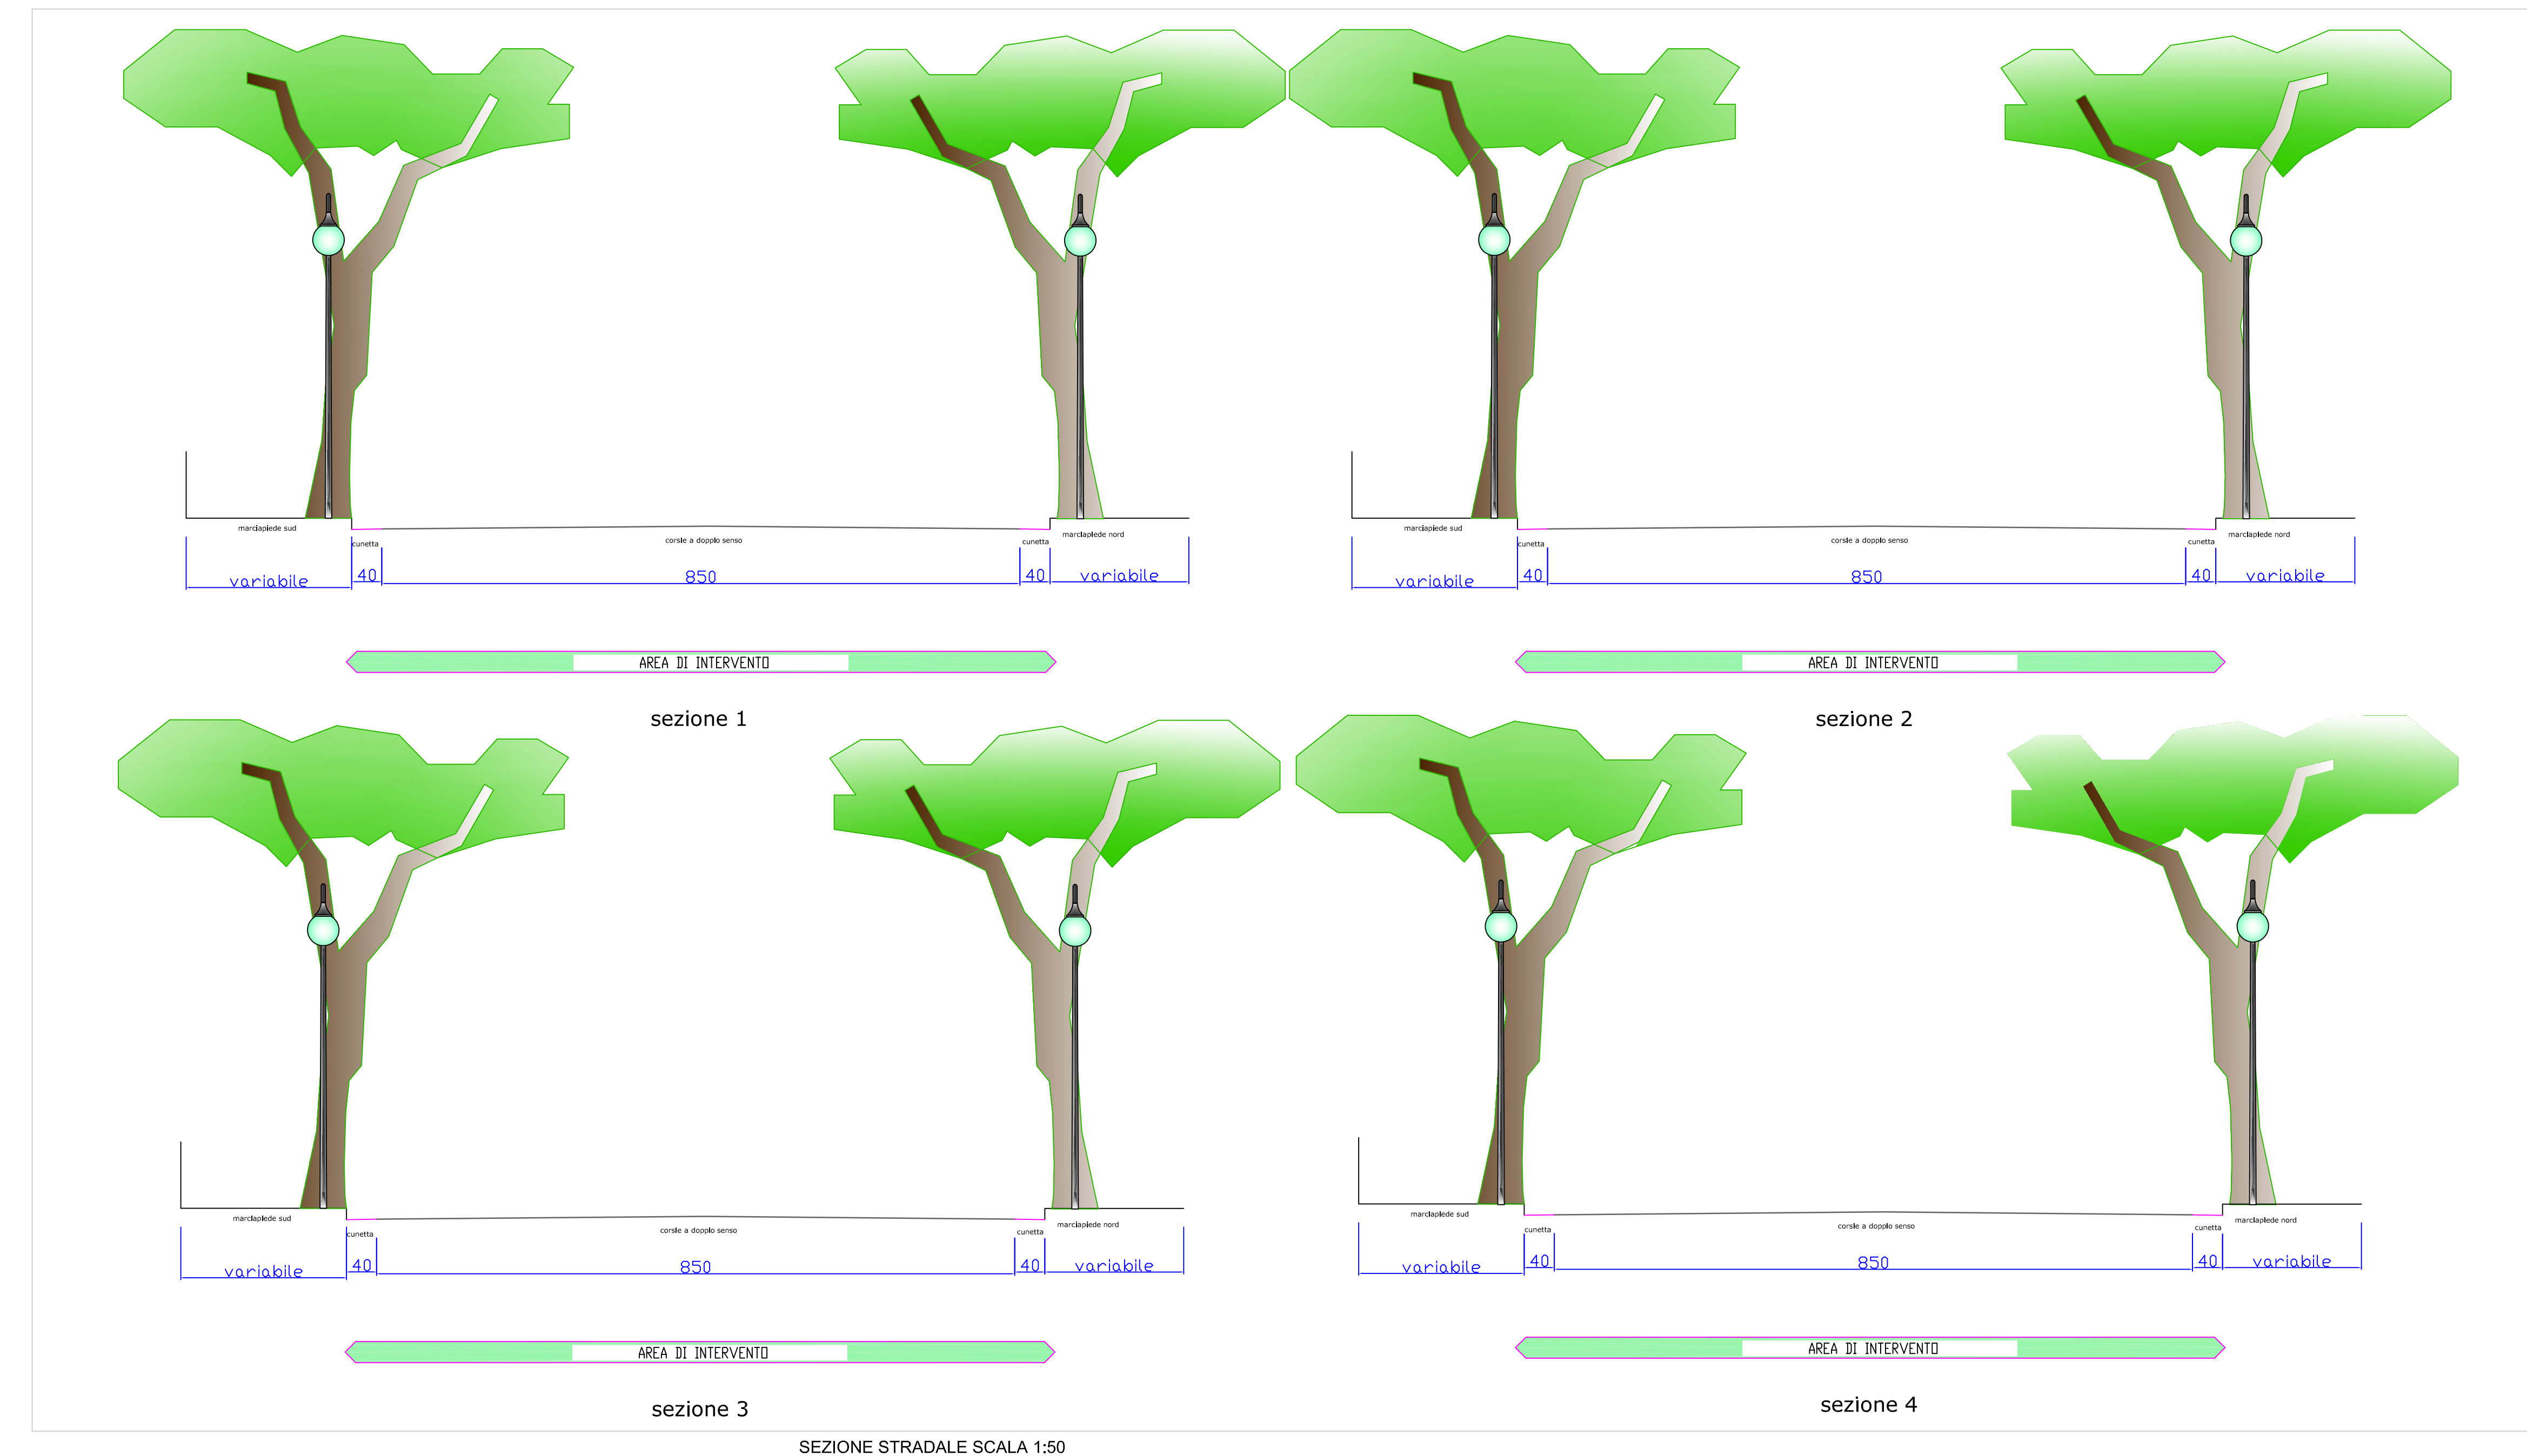 marciapiede sud
cunetta
corsie a doppio senso
cunetta
marciapiede nord
variabile
40
850
40
variabile
AREA DI INTERVENTO
sezione 1
marciapiede sud
cunetta
corsie a doppio senso
cunetta
marciapiede nord
variabile
40
850
40
variabile
AREA DI INTERVENTO
sezione 2
marciapiede sud
cunetta
corsie a doppio senso
cunetta
marciapiede nord
variabile
40
850
40
variabile
AREA DI INTERVENTO
sezione 3
marciapiede sud
cunetta
corsie a doppio senso
cunetta
marciapiede nord
variabile
40
850
40
variabile
AREA DI INTERVENTO
sezione 4
SEZIONE STRADALE SCALA 1:50